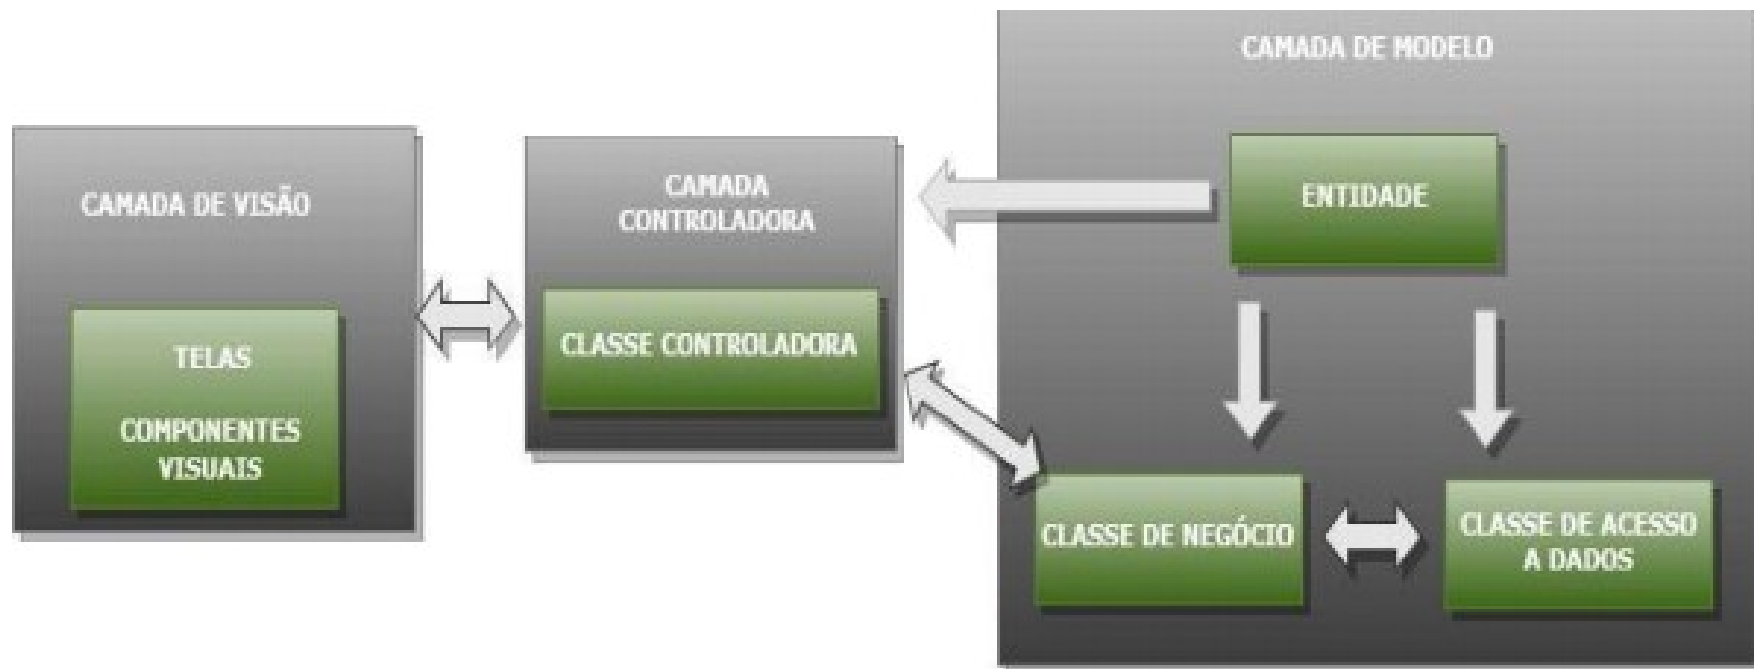 CAMADA DE VISÃO
TELAS
COMPONENTES
VISUAIS
CAMADA
CONTROLADORA
CLASSE CONTROLADORA
CAMADA DE MODELO
ENTIDADE
CLASSE DE NEGÓCIO
CLASSE DE ACESSO
A DADOS